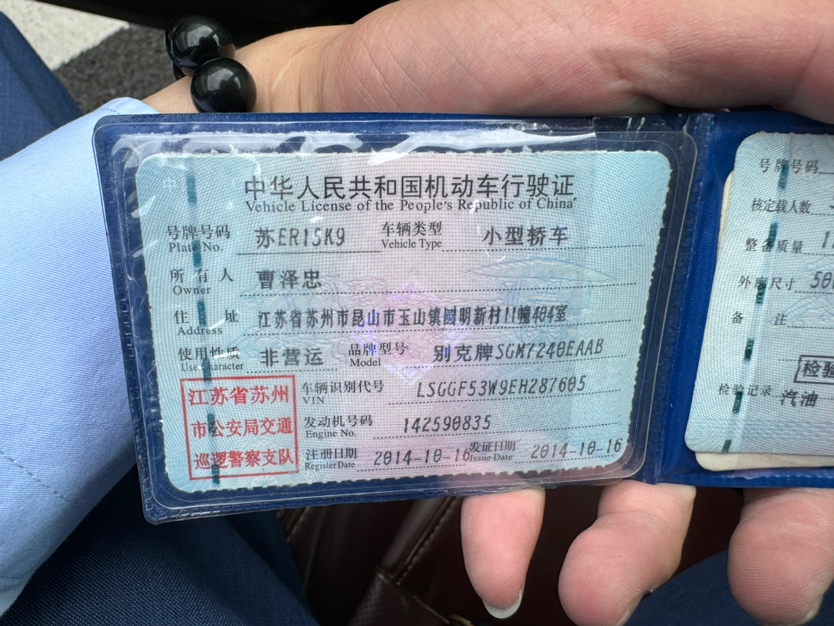 中华人民共和国机动车行驶证
Vehicle License of the People's Republic of China
号牌号码 苏ER15K9 车辆类型 小型轿车
Plate No. Vehicle Type
所有人 曹泽忠
Owner
住址 江苏省苏州市昆山市玉山镇圆明新村11幢404室
Address
使用性质 非营运 品牌型号 别克牌SGM7240EAAB
Use Character Model
江苏省苏州
市公安局交通
巡逻警察支队
车辆识别代号 LSGGF53W9EH287605
VIN
发动机号码 142590835
Engine No.
注册日期 2014-10-16 发证日期 2014-10-16
Register Date Issue Date
号牌号码
核定载人数
整备质量
外廓尺寸
备注
检验记录 汽油